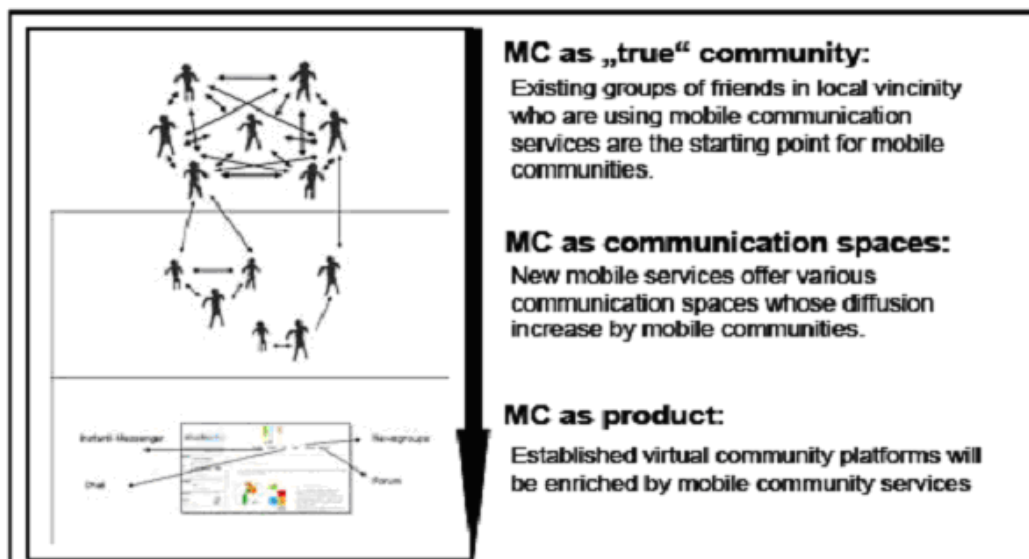 MC as „true“ community:
Existing groups of friends in local vincinity
who are using mobile communication
services are the starting point for mobile
communities.
MC as communication spaces:
New mobile services offer various
communication spaces whose diffusion
increase by mobile communities.
MC as product:
Established virtual community platforms will
be enriched by mobile community services
Instant-Messenger
Newsgroups
Chat
Forum